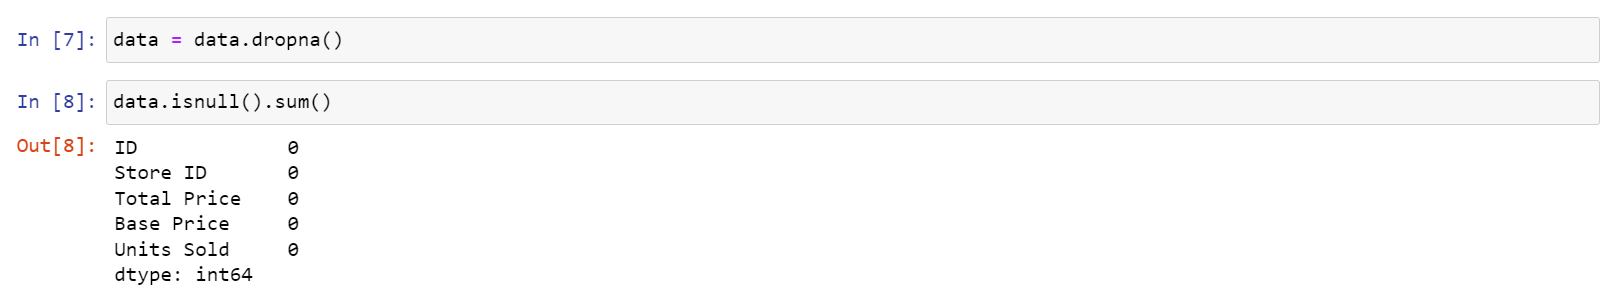 In [7]: data = data.dropna()
In [8]: data.isnull().sum()
Out[8]: ID 0
Store ID 0
Total Price 0
Base Price 0
Units Sold 0
dtype: int64